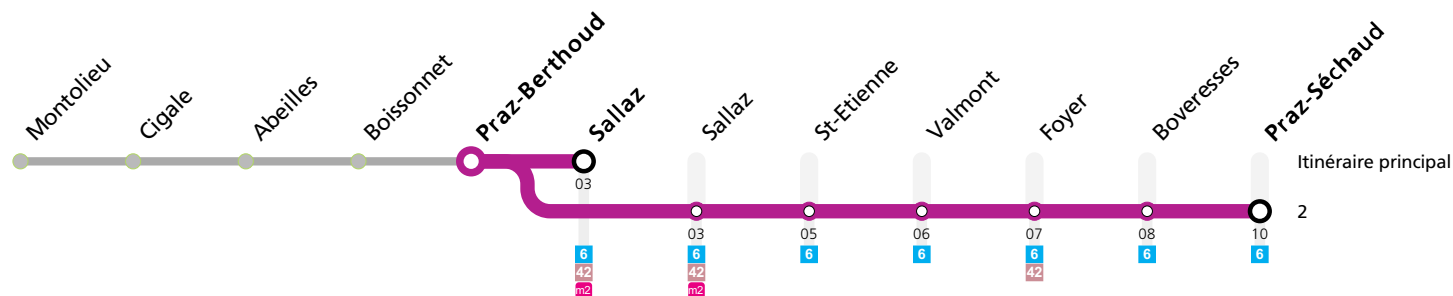 Montolieu
Cigale
Abeilles
Boissonnet
Praz-Berthoud
Sallaz
Sallaz
St-Etienne
Valmont
Foyer
Boveresses
Praz-Séchaud
Itinéraire principal
03
2
03 05 06 07 08 10
6 6 6 6 6 6 6
42 42 42
m2 m2